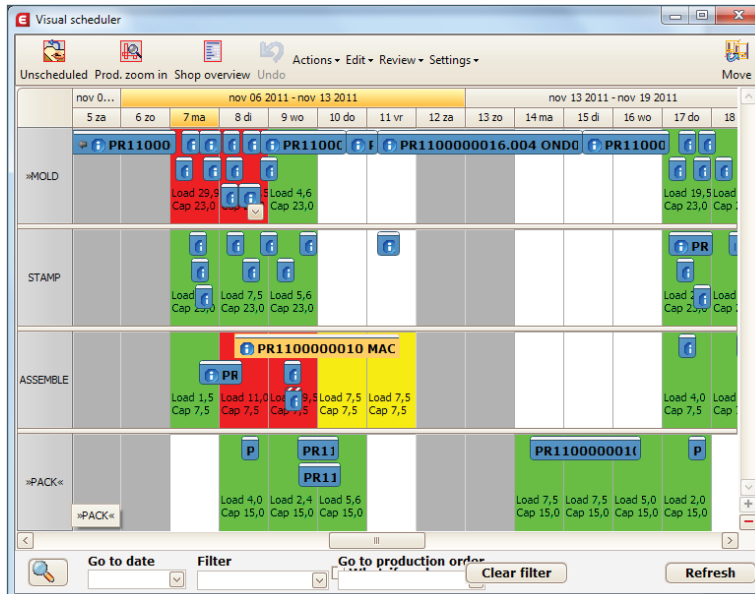 Visual scheduler
Unscheduled Prod. zoom in Shop overview Undo Actions Edit Review Settings Move
nov 0... nov 06 2011 - nov 13 2011 nov 13 2011 - nov 19 2011
5 za 6 zo 7 ma 8 di 9 wo 10 do 11 vr 12 za 13 zo 14 ma 15 di 16 wo 17 do 18
PR11000 PR1100C PR1100000016.004 OND PR11000
»MOLD
Load 29,9 Load 4,6 Load 19,5 Load
Cap 23,0 Cap 23,0 Cap 23,0 Cap
PR
STAMP
Load 7,5 Load 5,6
Cap 23,0 Cap 23,0 Cap
PR1100000010 MAC
PR
ASSEMBLE
Load 1,5 Load 11,0 Load 7,5 Load 7,5 Load 4,0 Load
Cap 7,5 Cap 7,5 Cap 7,5 Cap 7,5 Cap 7,5 Cap
P PR11 PR110000001 P
PR11
»PACK«
Load 4,0 Load 2,4 Load 5,6 Load 7,5 Load 7,5 Load 5,0 Load 2,0
»PACK« Cap 15,0 Cap 15,0 Cap 15,0 Cap 15,0 Cap 15,0 Cap 15,0 Cap 15,0
Go to date Filter Go to production order
Clear filter Refresh